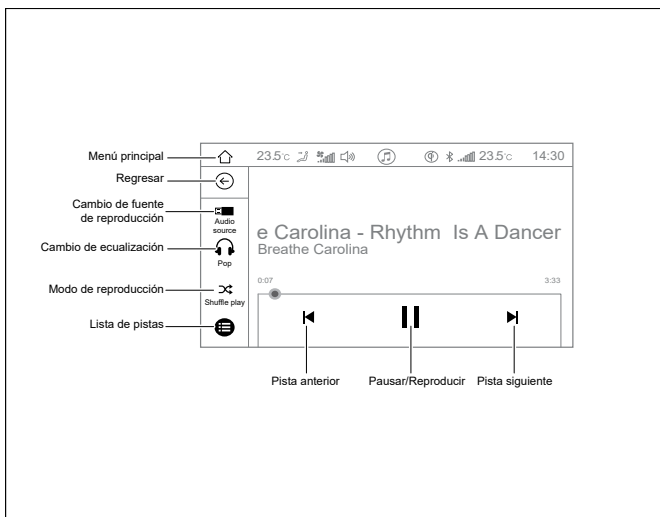 Menú principal
23.5°c
23.5°c
14:30
Regresar
Cambio de fuente
de reproducción
Audio
source
e Carolina - Rhythm Is A Dancer
Breathe Carolina
Cambio de ecualización
Pop
0:07
3:33
Modo de reproducción
Shuffle play
Lista de pistas
Pista anterior
Pausar/Reproducir
Pista siguiente